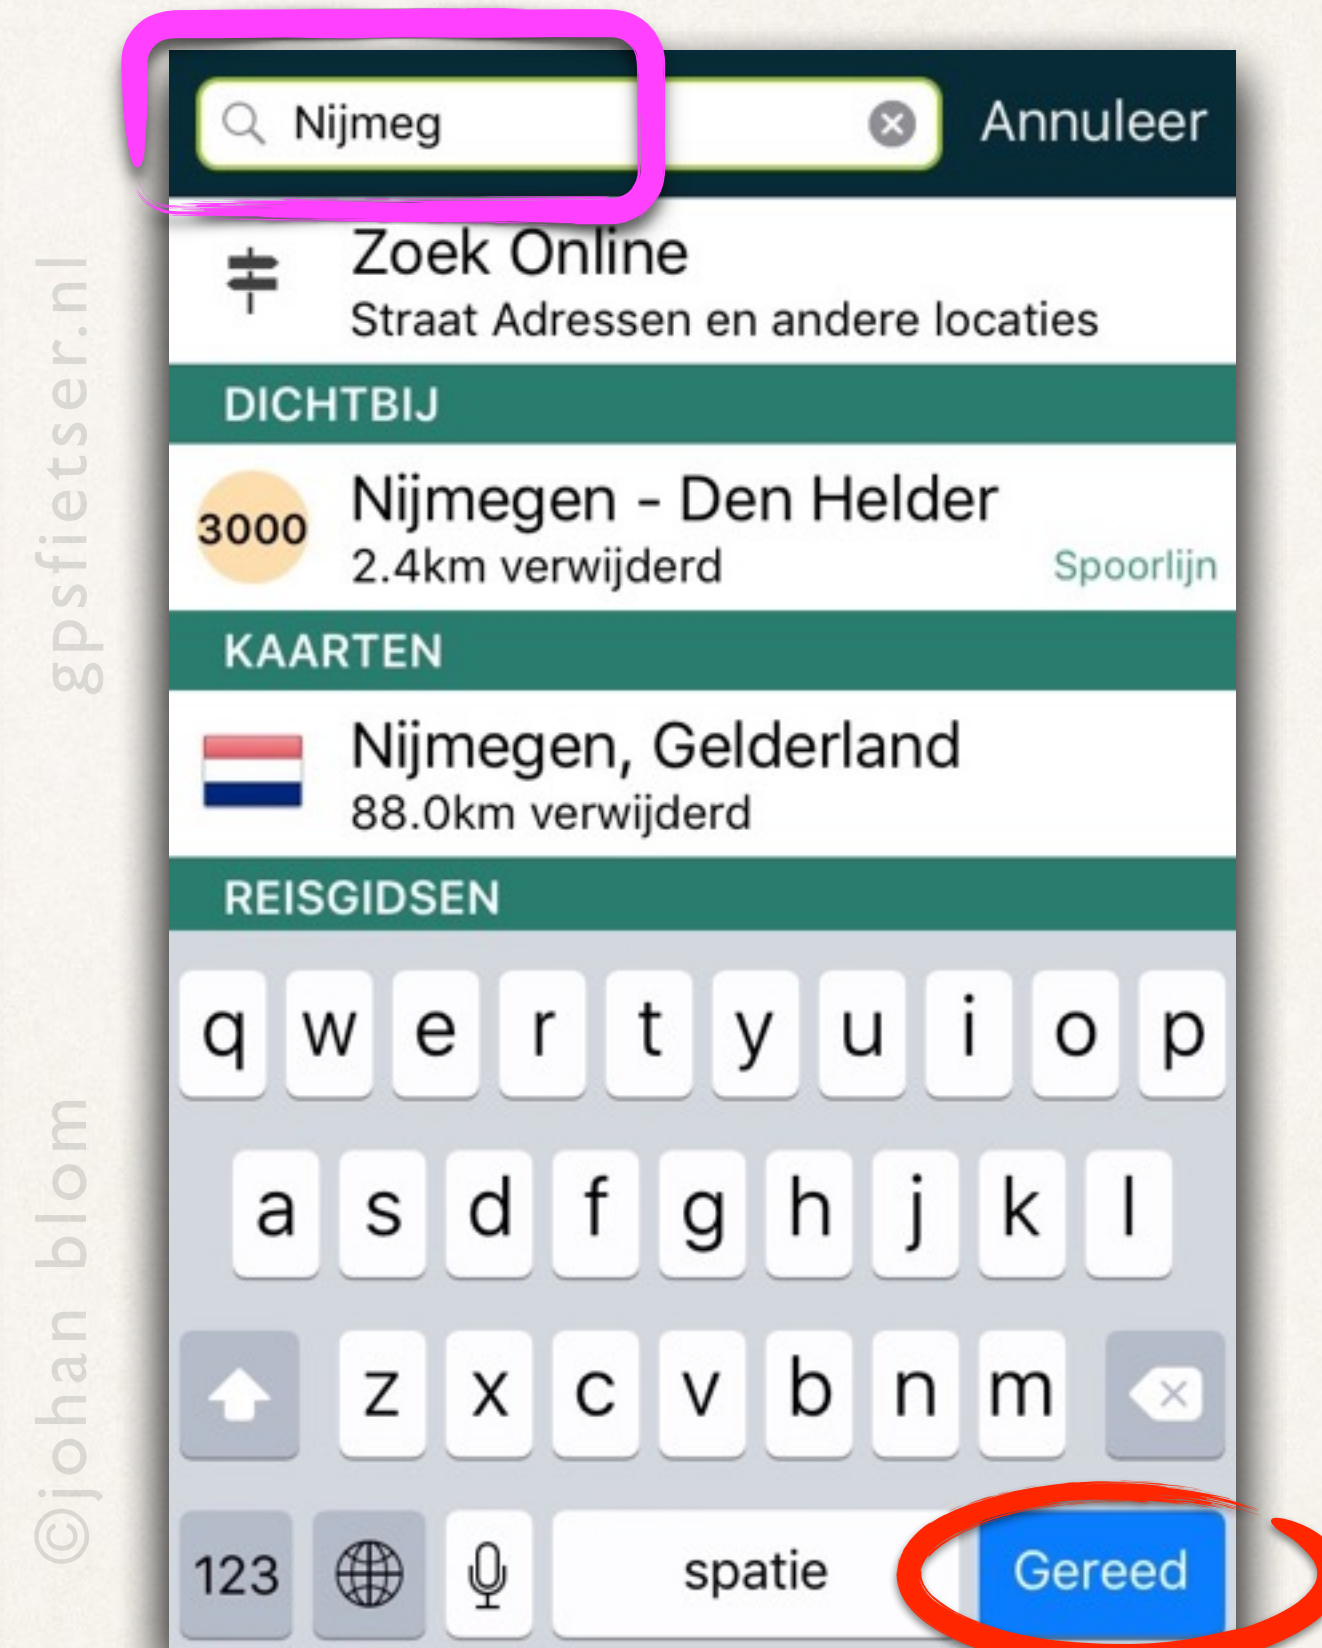 Nijmeg
Annuleer
Zoek Online
Straat Adressen en andere locaties
DICHTBIJ
3000
Nijmegen - Den Helder
2.4km verwijderd
Spoorlijn
KAARTEN
Nijmegen, Gelderland
88.0km verwijderd
REISGIDSEN
q w e r t y u i o p
a s d f g h j k l
z x c v b n m
123
spatie
Gereed
©johan blom
gpsfietser.nl